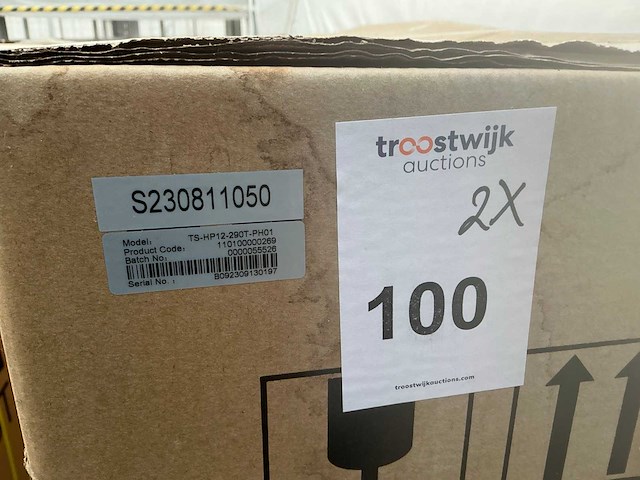 S230811050
Model: TS-HP12-290T-PH01
Product Code: 110100000269
Batch No: 0000055526
Serial No. : B092309130197
troostwijk
auctions
2X
100
troostwijkauctions.com